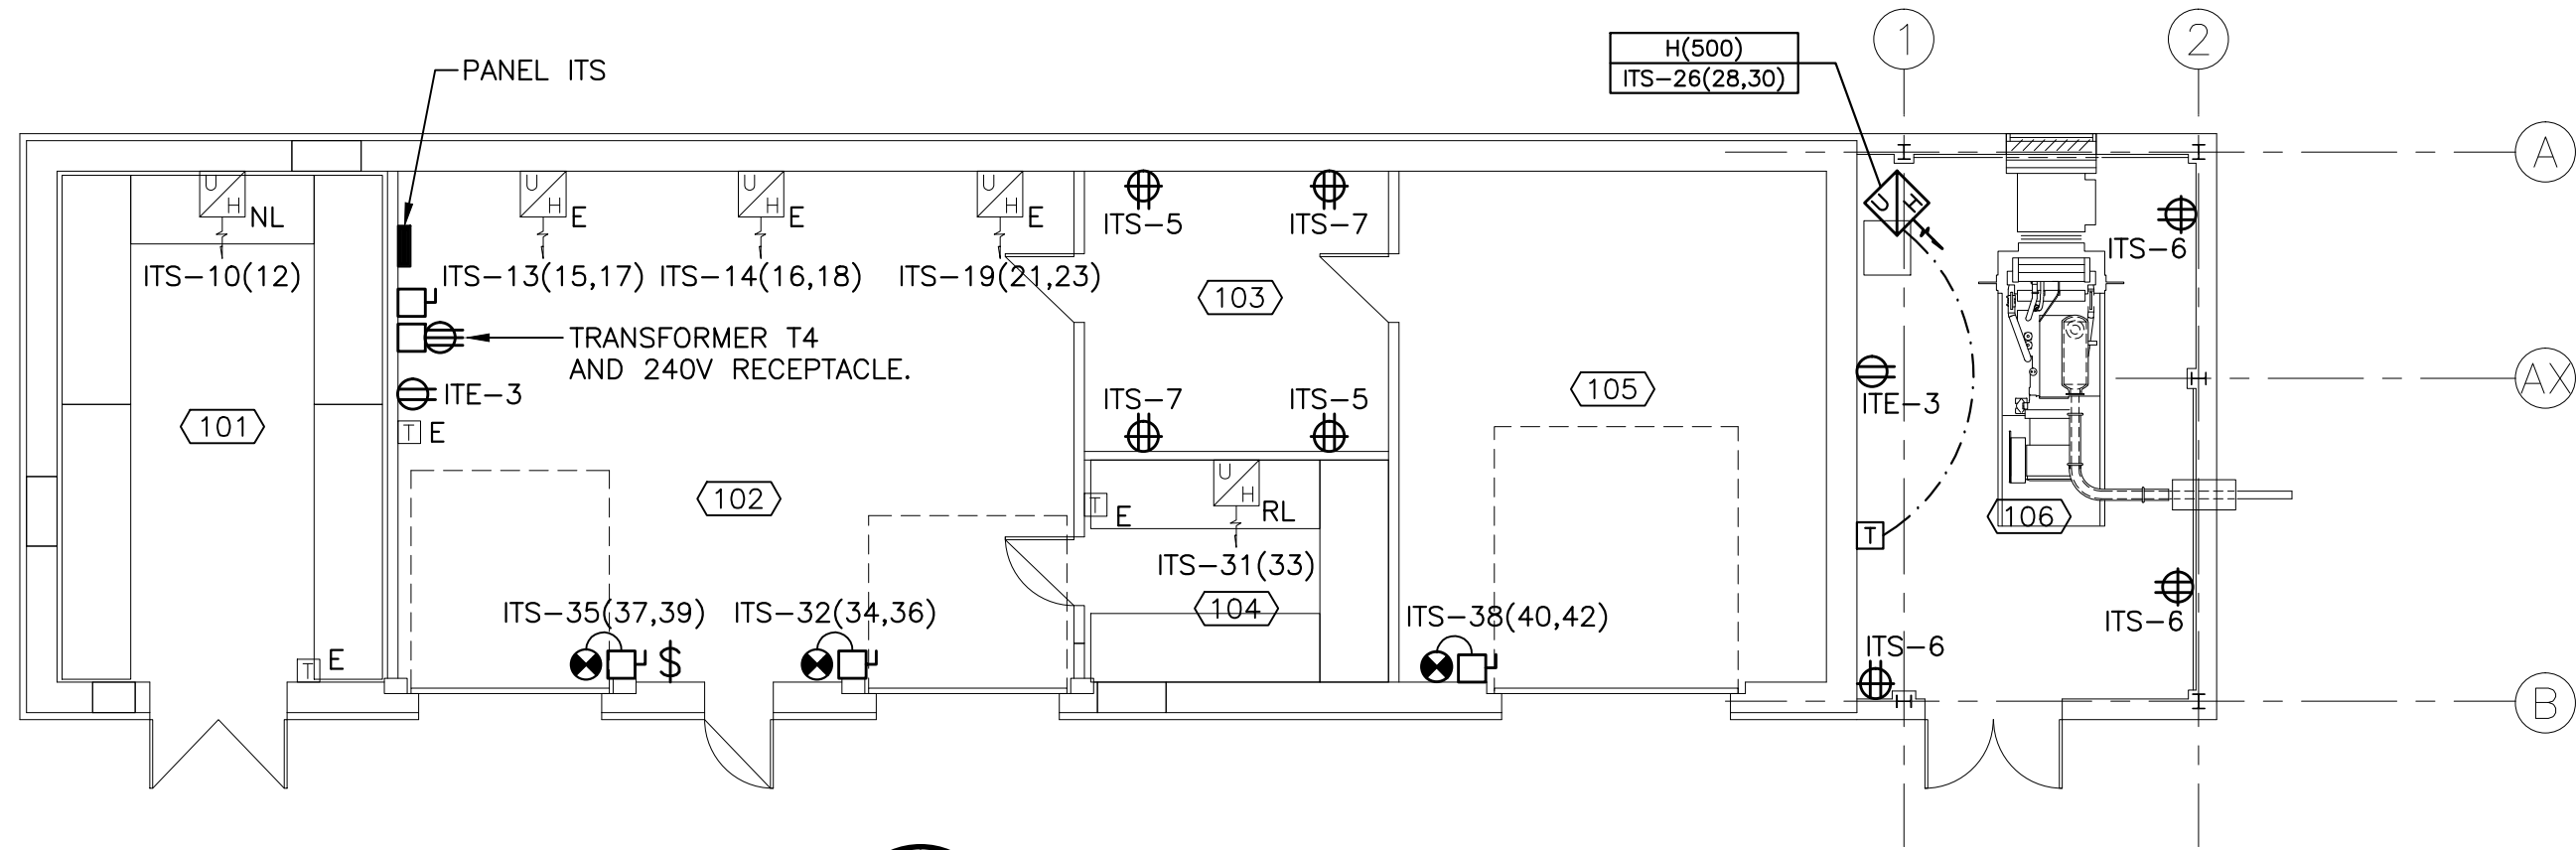 1
2
H(500)
ITS-26(28,30)
PANEL ITS
A
U H
NL
U H
E
U H
E
U H
E
ITS-5
ITS-7
U H
ITS-6
ITS-10(12)
ITS-13(15,17)
ITS-14(16,18)
ITS-19(21,23)
103
TRANSFORMER T4
AND 240V RECEPTACLE.
ITE-3
105
ITE-3
AX
ITS-7
ITS-5
101
T E
102
T E
U H
RL
T
106
ITS-31(33)
ITS-35(37,39)
ITS-32(34,36)
104
ITS-38(40,42)
ITS-6
ITS-6
T E
$
B